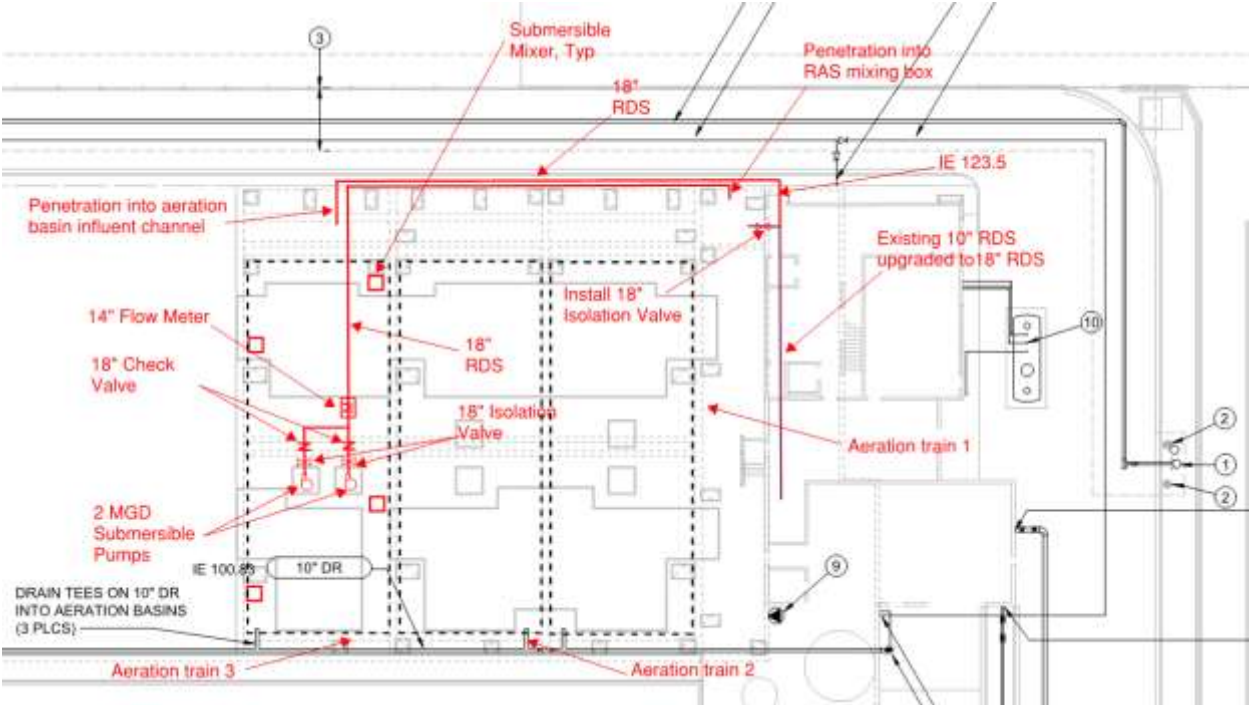 3
Submersible
Mixer, Typ
Penetration into
RAS mixing box
18"
RDS
IE 123.5
Penetration into aeration
basin influent channel
Existing 10" RDS
upgraded to18" RDS
Install 18"
Isolation Valve
14" Flow Meter
10
18"
RDS
18" Check
Valve
18" Isolation
Valve
2
Aeration train 1
1
2
2 MGD
Submersible
Pumps
IE 100.83
10" DR
9
DRAIN TEES ON 10" DR
INTO AERATION BASINS
(3 PLCS)
Aeration train 3
Aeration train 2